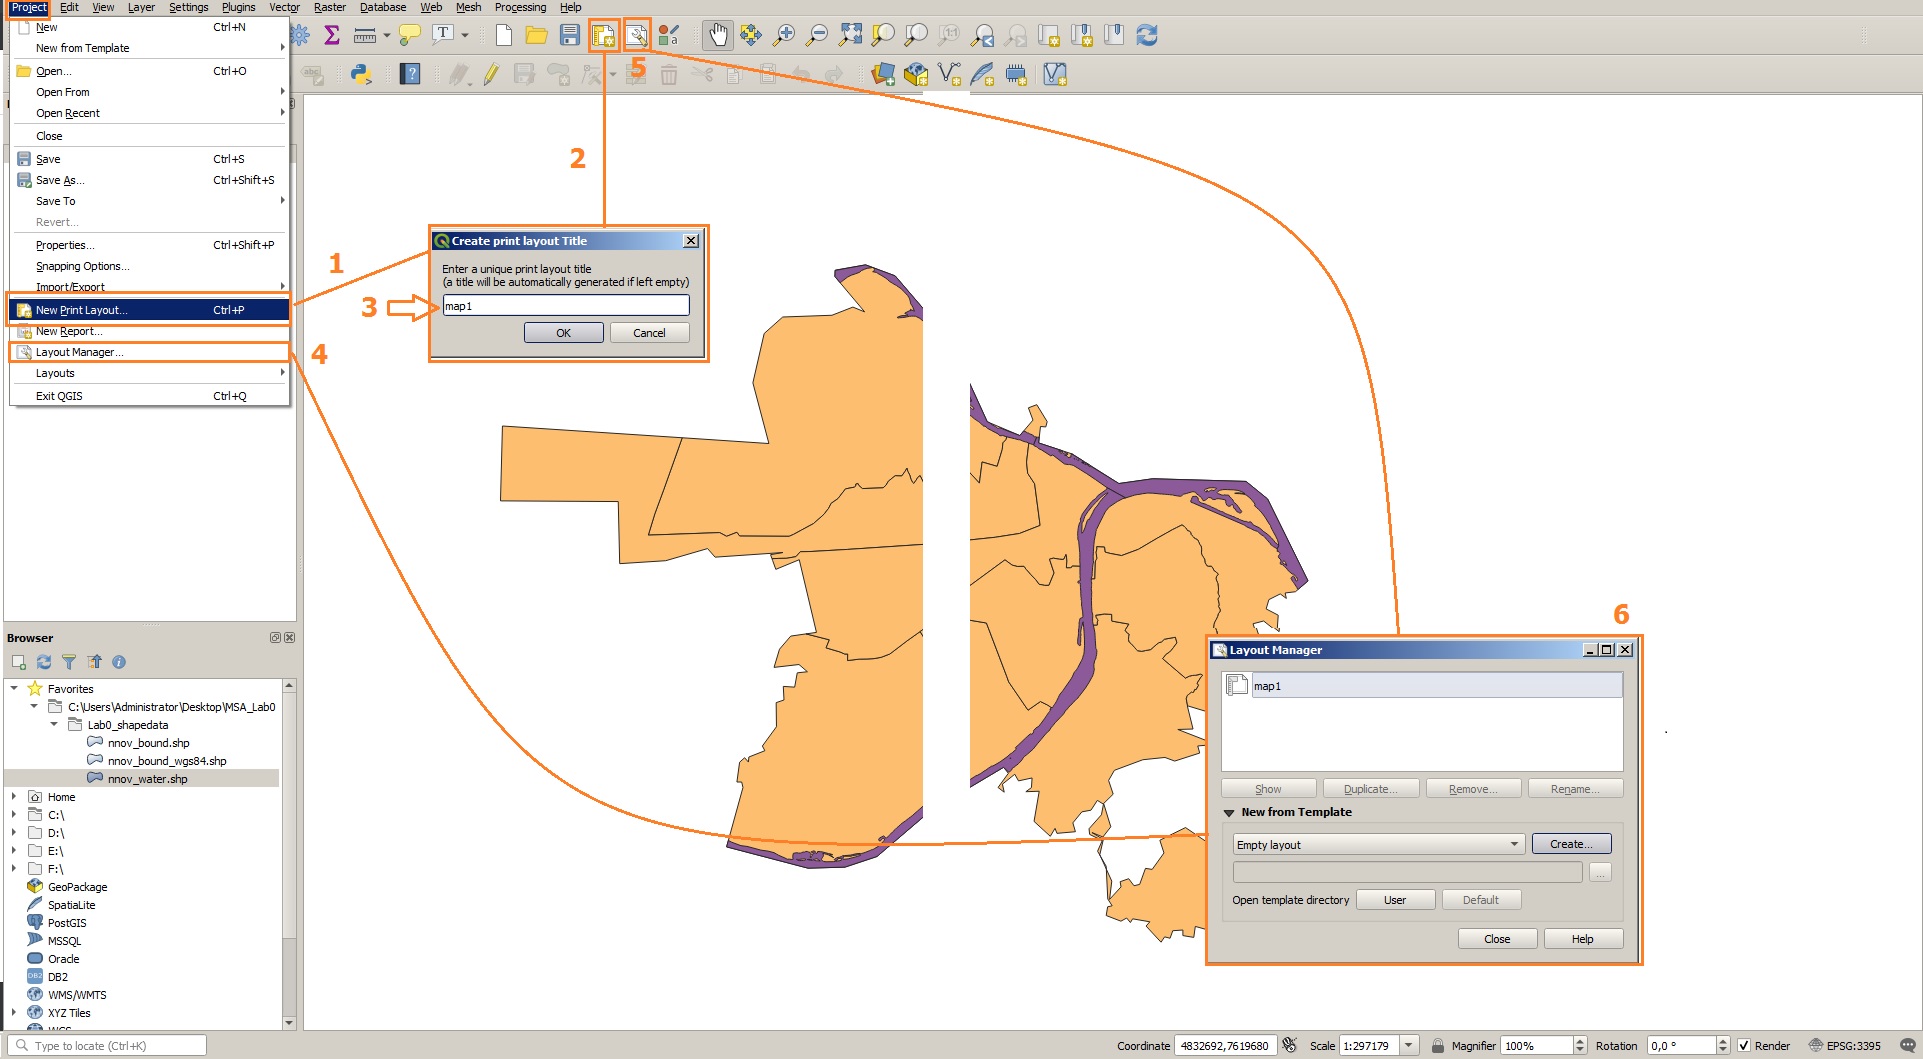 Project Edit View Layer Settings Plugins Vector Raster Database Web Mesh Processing Help
New Ctrl+N
New from Template
Open... Ctrl+O
Open From
Open Recent
Close
Save Ctrl+S
Save As... Ctrl+Shift+S
Save To
Revert...
Properties... Ctrl+Shift+P
Snapping Options...
Import/Export
New Print Layout... Ctrl+P
New Report...
Layout Manager...
Layouts
Exit QGIS Ctrl+Q
5
2
1
3
4
6
Create print layout Title
Enter a unique print layout title
(a title will be automatically generated if left empty)
map1
OK Cancel
Browser
Favorites
C:\Users\Administrator\Desktop\MSA_Lab0
Lab0_shapedata
nnov_bound.shp
nnov_bound_wgs84.shp
nnov_water.shp
Home
C:\
D:\
E:\
F:\
GeoPackage
SpatiaLite
PostGIS
MSSQL
Oracle
DB2
WMS/WMTS
XYZ Tiles
Layout Manager
map1
Show Duplicate... Remove... Rename...
New from Template
Empty layout Create...
...
Open template directory User Default
Close Help
Type to locate (Ctrl+K)
Coordinate 4832692,7619680 Scale 1:297179 Magnifier 100% Rotation 0,0 ° Render EPSG:3395